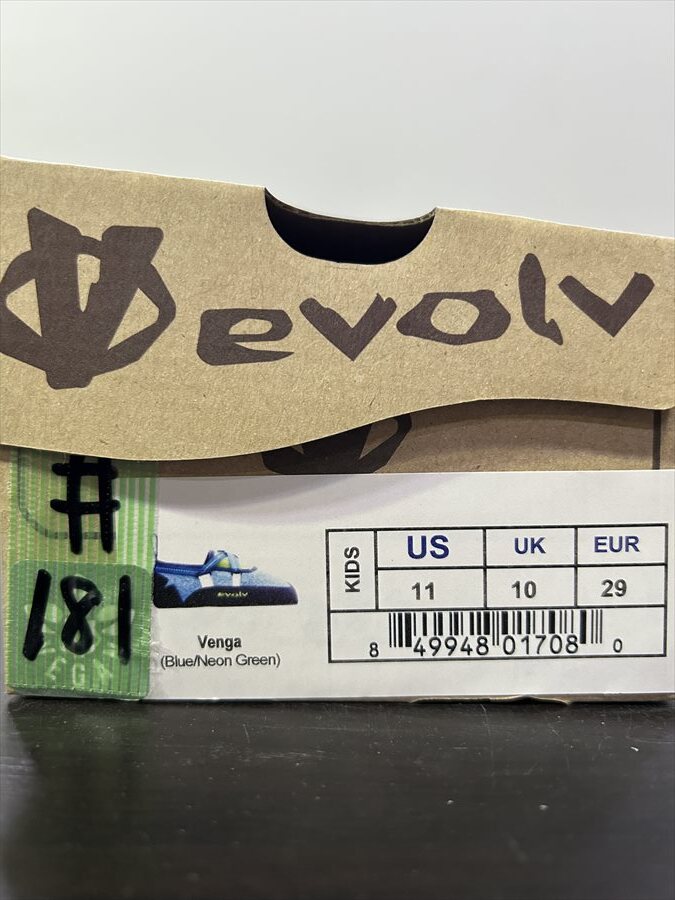 evolv
#
181
evolv
Venga
(Blue/Neon Green)
KIDS
US UK EUR
11 10 29
8 49948 01708 0